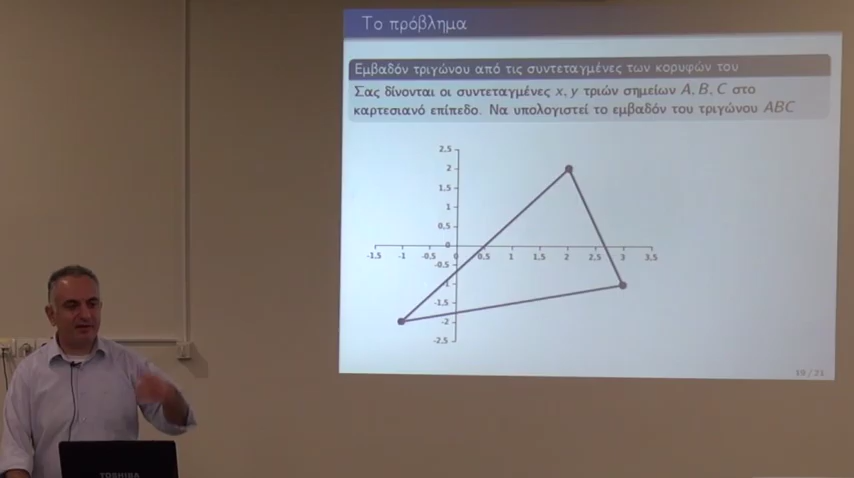 Το πρόβλημα
Εμβαδόν τριγώνου από τις συντεταγμένες των κορυφών του
Σας δίνονται οι συντεταγμένες x, y τριών σημείων A, B, C στο
καρτεσιανό επίπεδο. Να υπολογιστεί το εμβαδόν του τριγώνου ABC
2,5
2
1,5
1
0,5
0
-1,5 -1 -0,5 0 0,5 1 1,5 2 2,5 3 3,5
-0,5
-1
-1,5
-2
-2,5
19 / 21
TOSHIBA